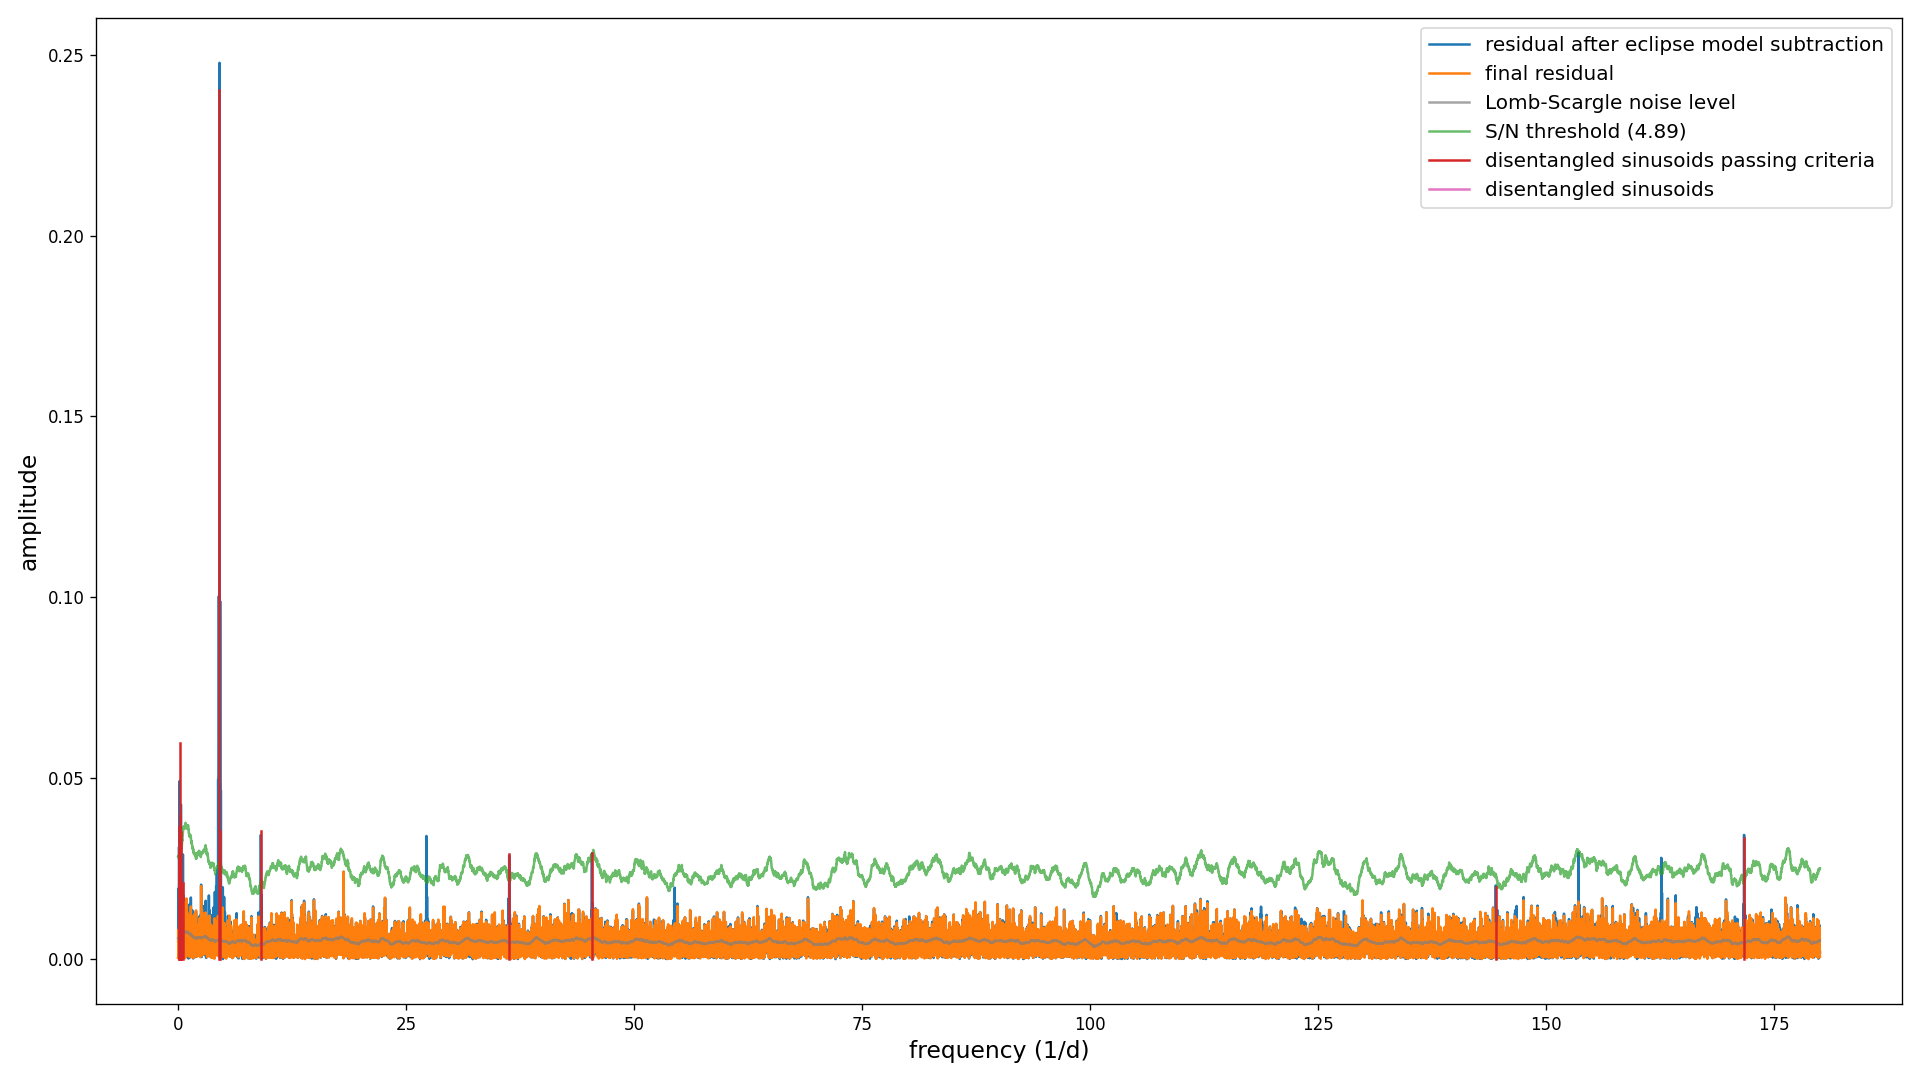 residual after eclipse model subtraction
final residual
Lomb-Scargle noise level
S/N threshold (4.89)
disentangled sinusoids passing criteria
disentangled sinusoids
0.25
0.20
0.15
0.10
0.05
0.00
amplitude
0 25 50 75 100 125 150 175
frequency (1/d)